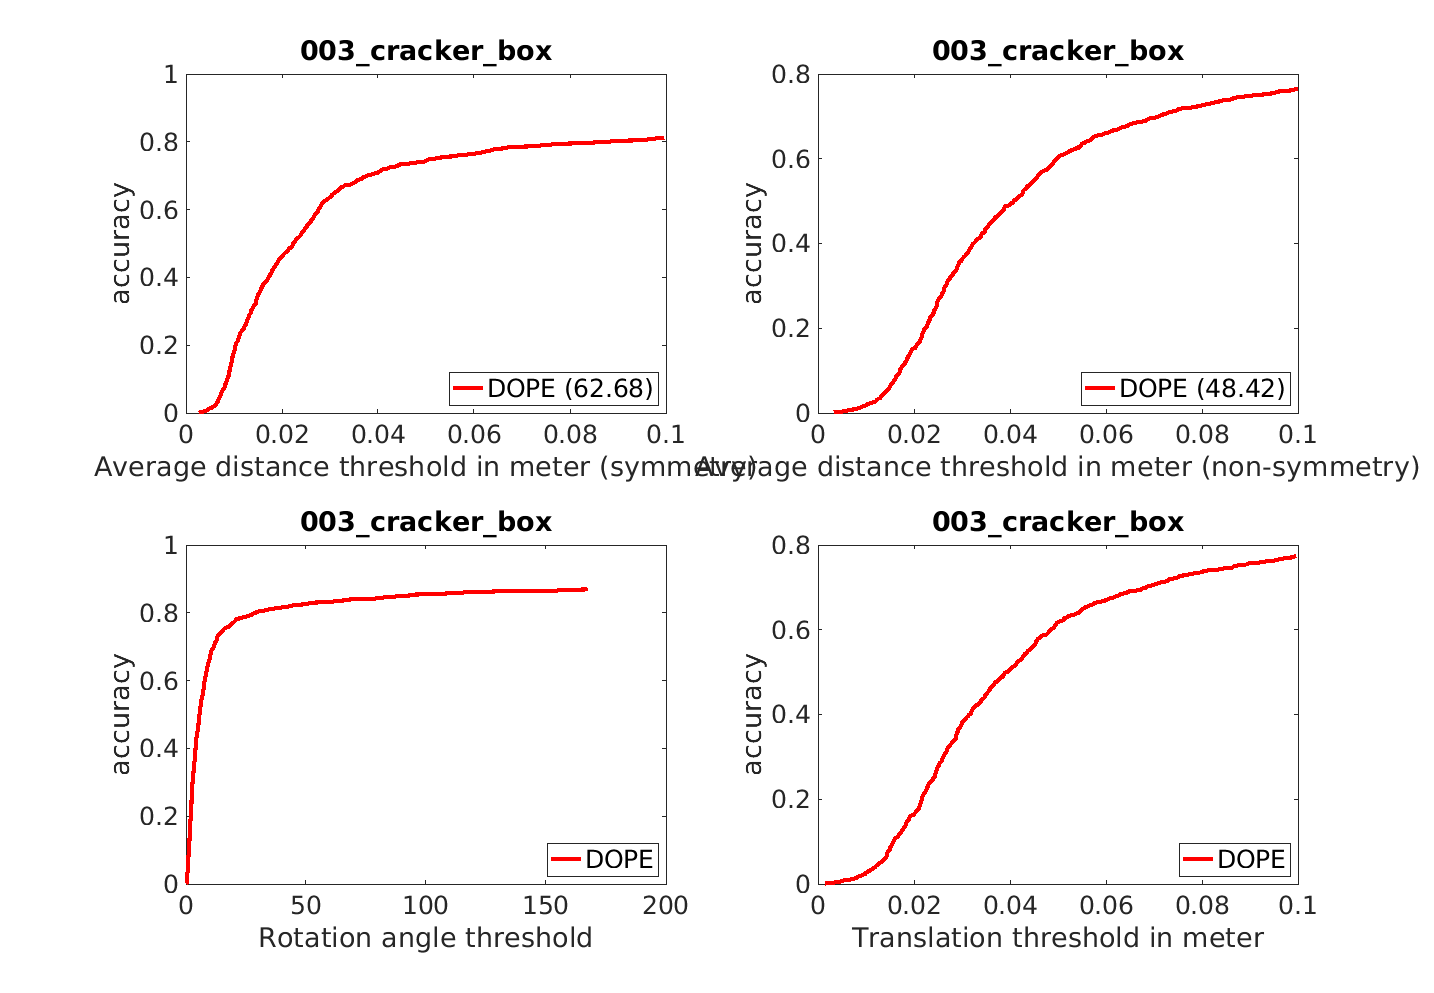 003_cracker_box
1
0.8
0.6
0.4
0.2
0
accuracy
DOPE (62.68)
0 0.02 0.04 0.06 0.08 0.1
Average distance threshold in meter (symmetry)
003_cracker_box
0.8
0.6
0.4
0.2
0
accuracy
DOPE (48.42)
0 0.02 0.04 0.06 0.08 0.1
Average distance threshold in meter (non-symmetry)
003_cracker_box
1
0.8
0.6
0.4
0.2
0
accuracy
DOPE
0 50 100 150 200
Rotation angle threshold
003_cracker_box
0.8
0.6
0.4
0.2
0
accuracy
DOPE
0 0.02 0.04 0.06 0.08 0.1
Translation threshold in meter